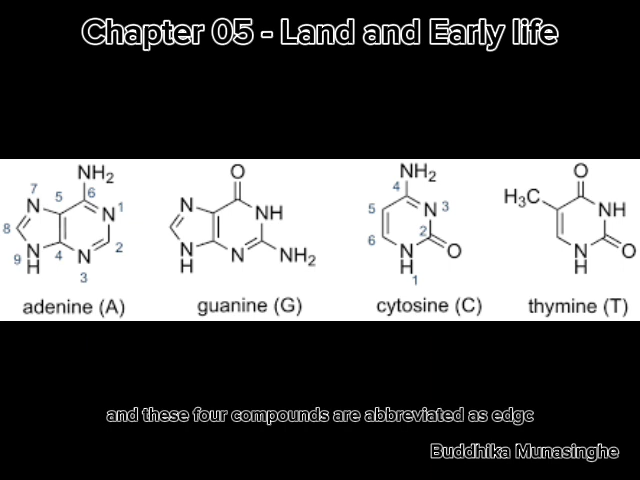 Chapter 05 - Land and Early life
NH₂
O
NH₂
O
7
5
6
4
H₃C
N
N
1
N
NH
5
N
3
NH
8
2
6
2
9
N
H
4
N
N
H
N
NH₂
N
H
O
N
H
O
3
1
adenine (A)
guanine (G)
cytosine (C)
thymine (T)
and these four compounds are abbreviated as edgc
Buddhika Munasinghe